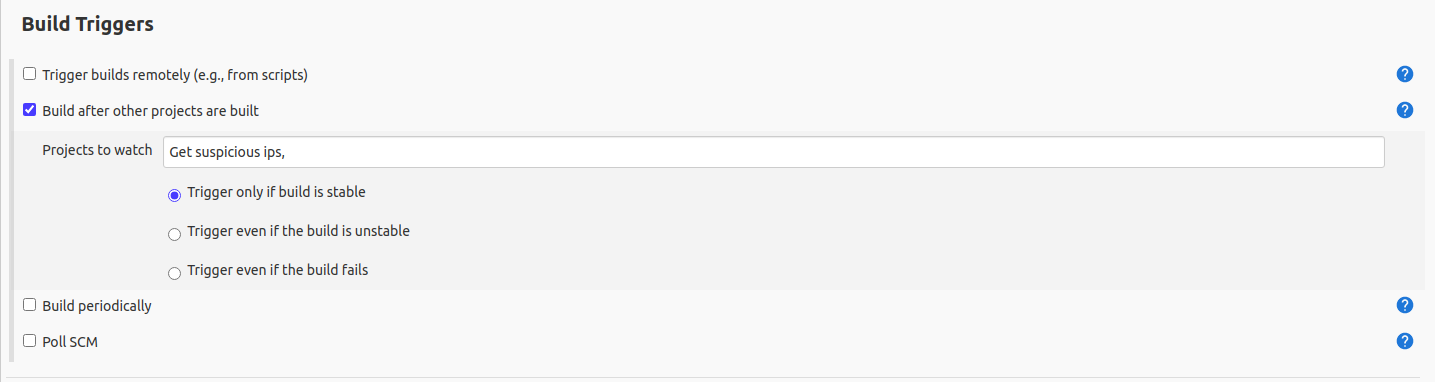 Build Triggers
Trigger builds remotely (e.g., from scripts)
?
Build after other projects are built
?
Projects to watch
Get suspicious ips,
Trigger only if build is stable
Trigger even if the build is unstable
Trigger even if the build fails
Build periodically
?
Poll SCM
?